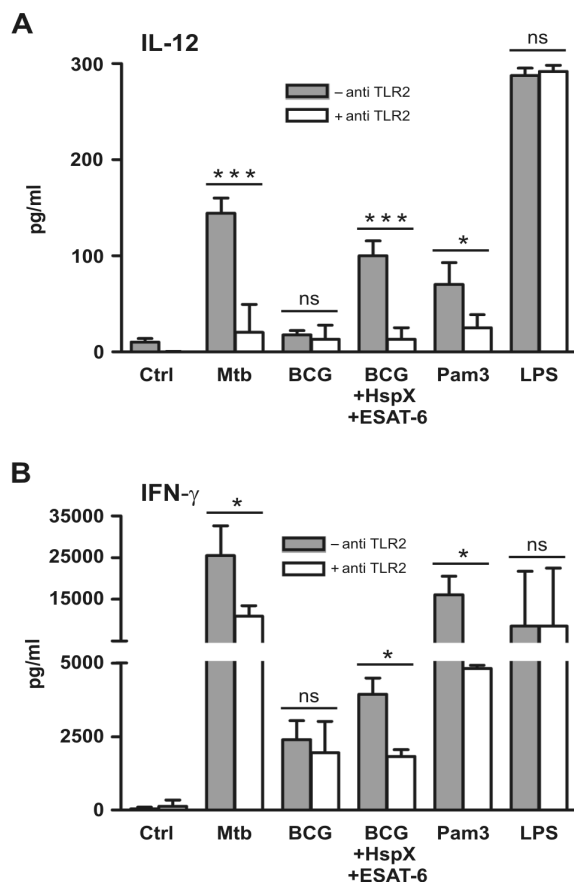 A
IL-12
ns
300
– anti TLR2
+ anti TLR2
200
* * *
* * *
pg/ml
100
*
ns
0
Ctrl Mtb BCG BCG Pam3 LPS
+HspX
+ESAT-6
B
IFN-γ
*
35000
– anti TLR2
ns
25000
*
+ anti TLR2
15000
pg/ml
5000
*
ns
2500
0
Ctrl Mtb BCG BCG Pam3 LPS
+HspX
+ESAT-6